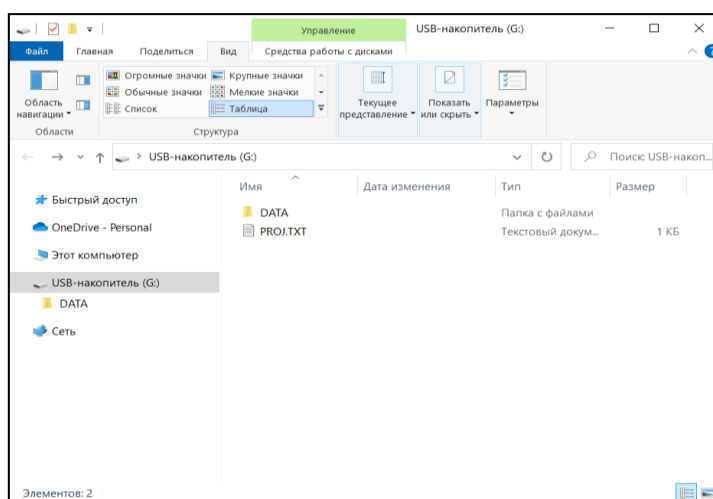 Управление
USB-накопитель (G:)
Файл
Главная
Поделиться
Вид
Средства работы с дисками
Огромные значки
Крупные значки
Обычные значки
Мелкие значки
Список
Таблица
Область навигации
Текущее представление
Показать или скрыть
Параметры
Области
Структура
USB-накопитель (G:)
Поиск: USB-накоп...
Имя
Дата изменения
Тип
Размер
Быстрый доступ
DATA
Папка с файлами
OneDrive - Personal
PROJ.TXT
Текстовый докум...
1 КБ
Этот компьютер
USB-накопитель (G:)
DATA
Сеть
Элементов: 2